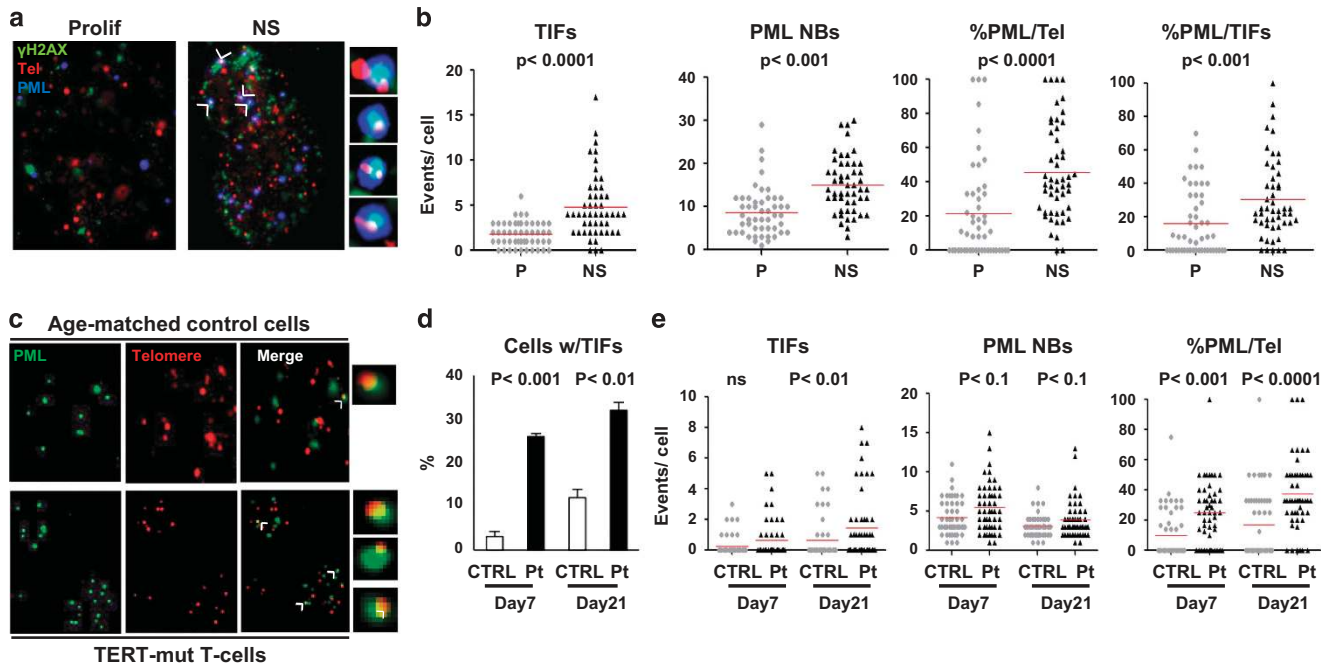 a
Prolif
NS
γH2AX
Tel
PML
b
TIFs
PML NBs
%PML/Tel
%PML/TIFs
p< 0.0001
p< 0.001
p< 0.0001
p< 0.001
Events/ cell
20
15
10
5
0
40
30
20
10
0
100
80
60
40
20
0
100
80
60
40
20
0
P
NS
P
NS
P
NS
P
NS
c
Age-matched control cells
PML
Telomere
Merge
TERT-mut T-cells
d
Cells w/TIFs
P< 0.001
P< 0.01
%
40
30
20
10
0
CTRL Pt
CTRL Pt
Day7
Day21
e
TIFs
PML NBs
%PML/Tel
ns
P< 0.01
P< 0.1
P< 0.1
P< 0.001
P< 0.0001
Events/ cell
10
8
6
4
2
0
20
15
10
5
0
100
80
60
40
20
0
CTRL Pt
CTRL Pt
CTRL Pt
CTRL Pt
CTRL Pt
CTRL Pt
Day7
Day21
Day7
Day21
Day7
Day21